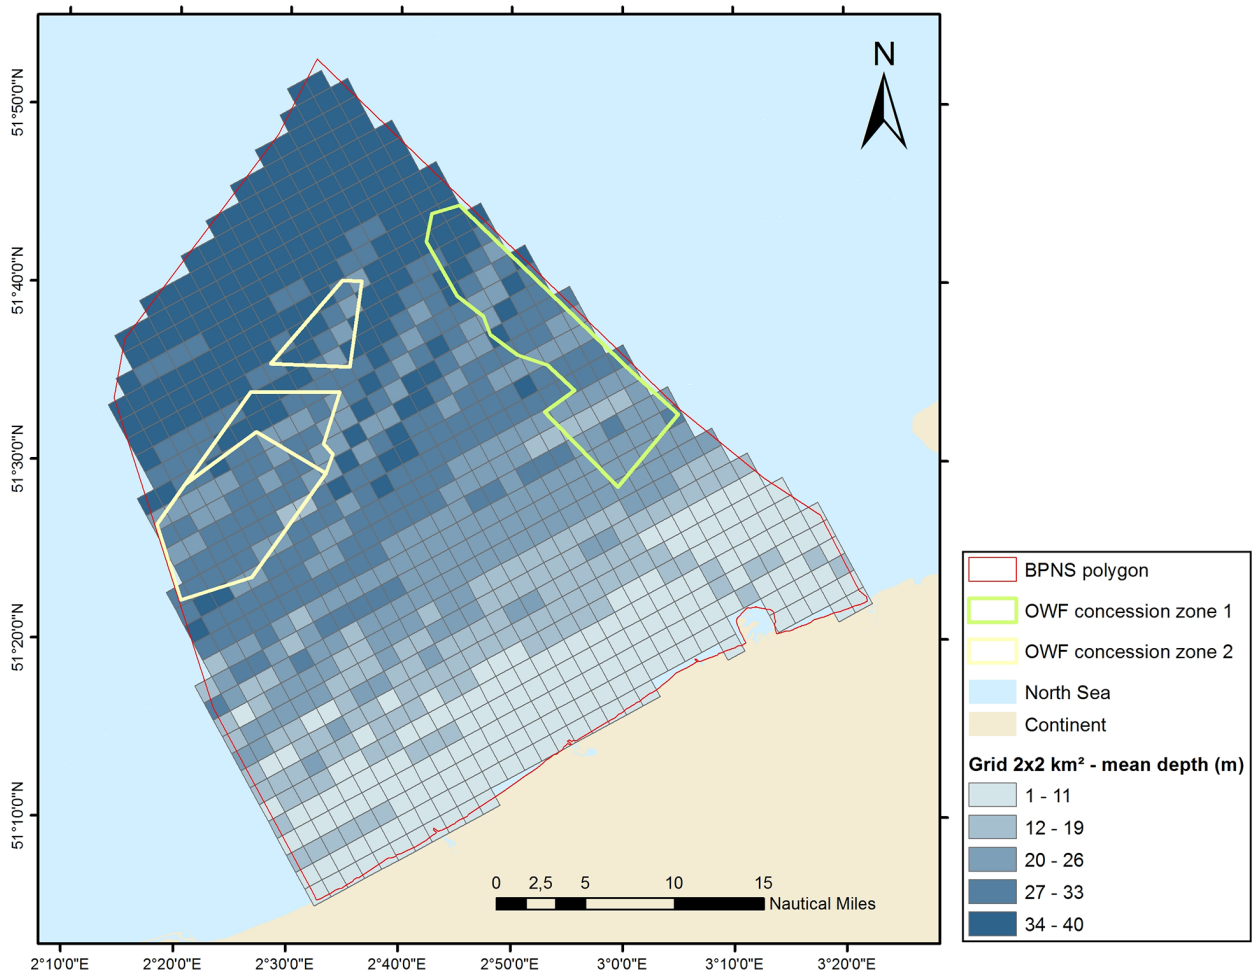 N
51°50'0"N
51°40'0"N
51°30'0"N
51°20'0"N
51°10'0"N
BPNS polygon
OWF concession zone 1
OWF concession zone 2
North Sea
Continent
Grid 2x2 km² - mean depth (m)
1 - 11
12 - 19
20 - 26
27 - 33
34 - 40
0 2,5 5 10 15
Nautical Miles
2°10'0"E 2°20'0"E 2°30'0"E 2°40'0"E 2°50'0"E 3°00'0"E 3°10'0"E 3°20'0"E